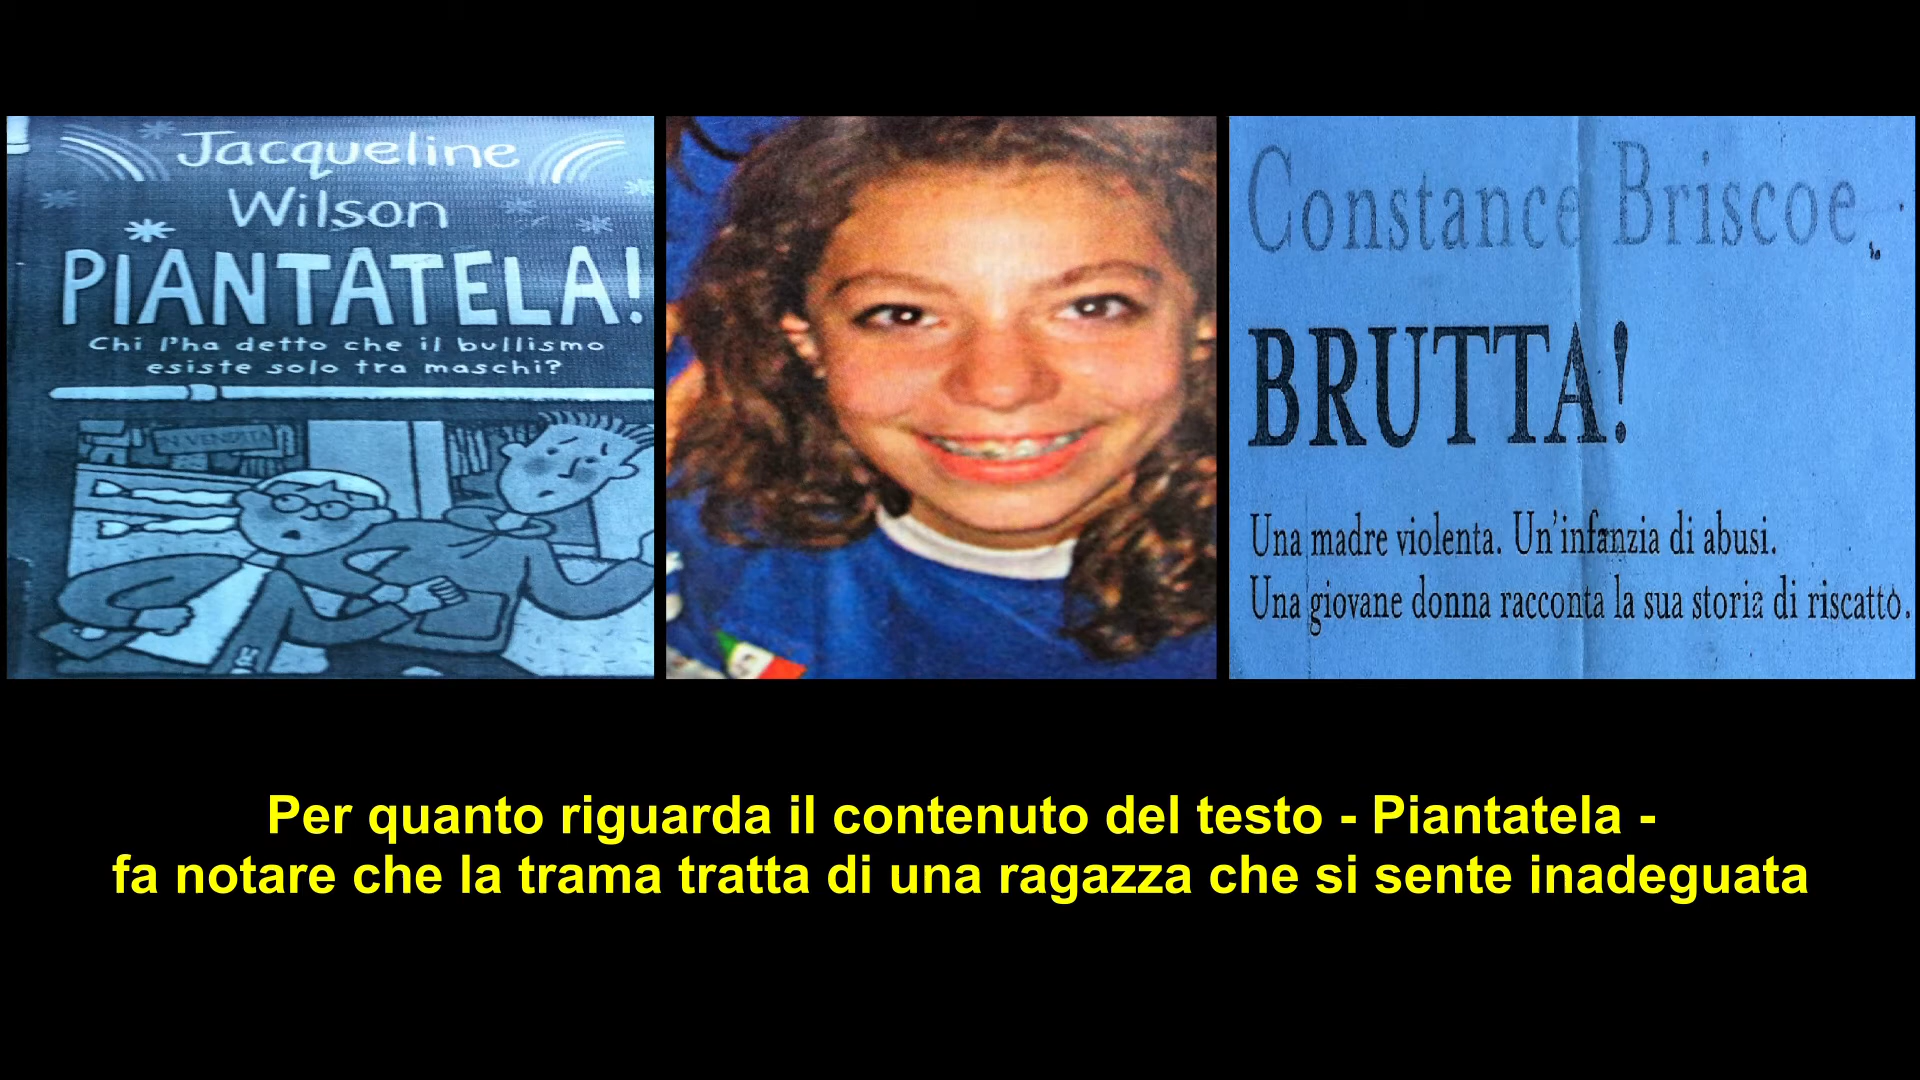 Jacqueline
Wilson
PIANTATELA!
Chi l'ha detto che il bullismo
esiste solo tra maschi?
IN VENDITA
Constance Briscoe
BRUTTA!
Una madre violenta. Un'infanzia di abusi.
Una giovane donna racconta la sua storia di riscatto.
Per quanto riguarda il contenuto del testo - Piantatela -
fa notare che la trama tratta di una ragazza che si sente inadeguata